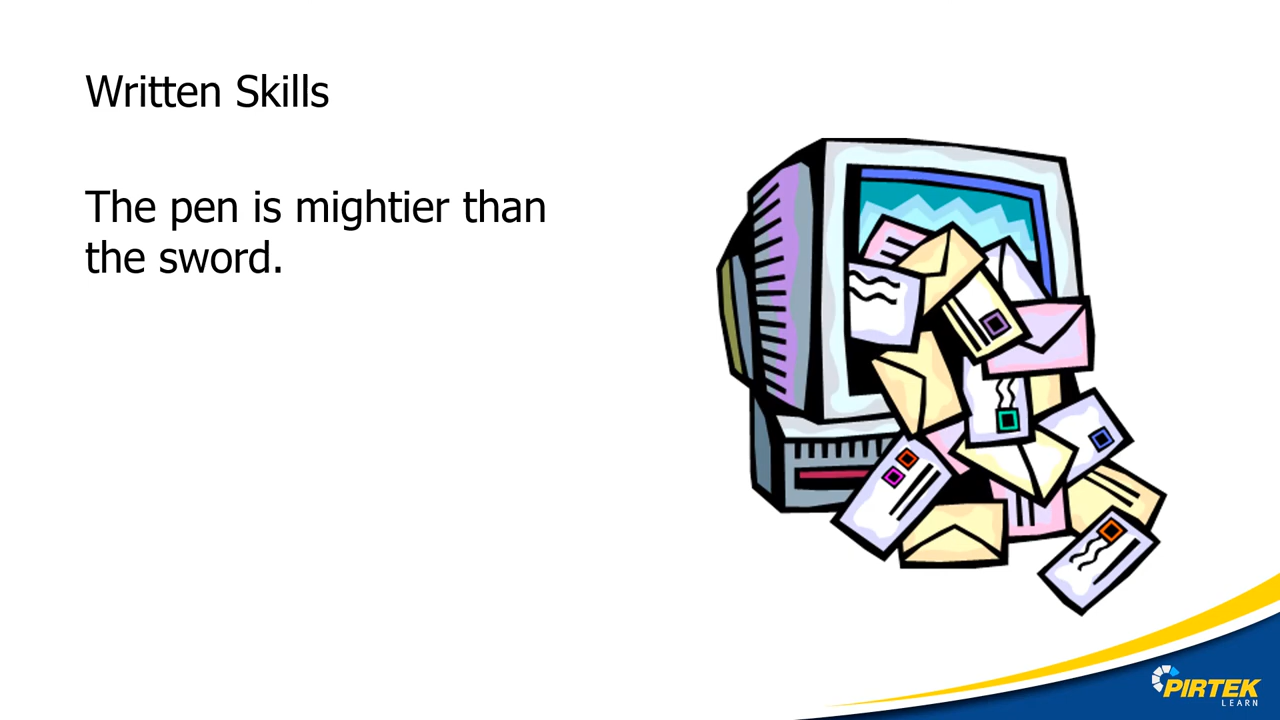 Written Skills
The pen is mightier than
the sword.
PIRTEK
LEARN